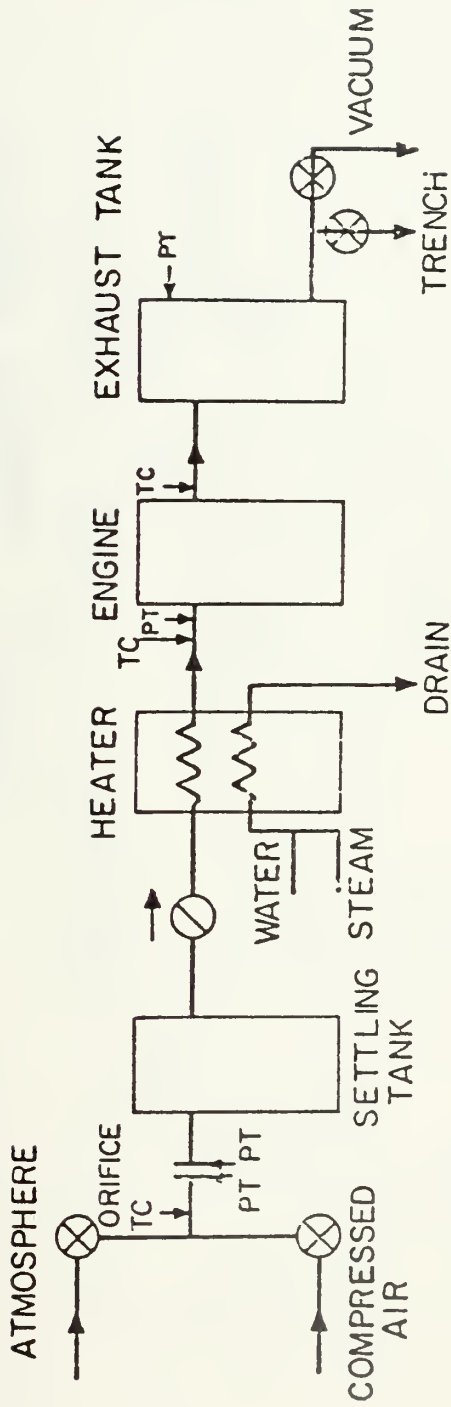 ATMOSPHERE
ORIFICE
TC
PT PT
COMPRESSED
AIR
SETTLING
TANK
HEATER
WATER
STEAM
DRAIN
TC
PT
ENGINE
TC
EXHAUST TANK
PT
TRENCH
VACUUM